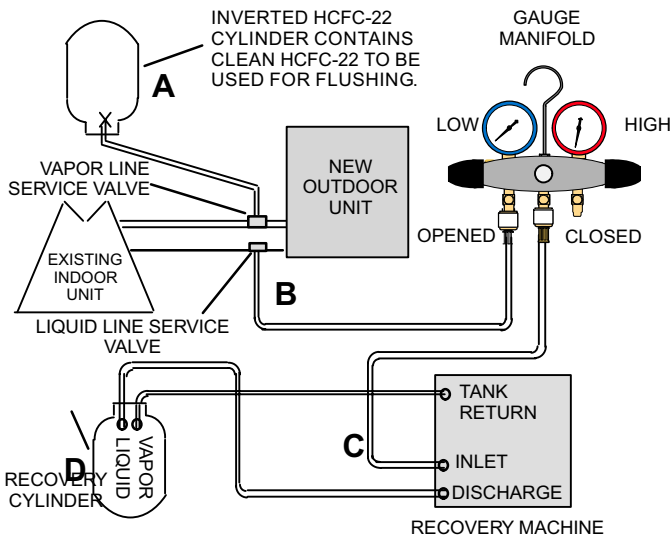 INVERTED HCFC-22
CYLINDER CONTAINS
CLEAN HCFC-22 TO BE
USED FOR FLUSHING.
A
GAUGE
MANIFOLD
LOW
HIGH
VAPOR LINE
SERVICE VALVE
NEW
OUTDOOR
UNIT
OPENED
CLOSED
EXISTING
INDOOR
UNIT
B
LIQUID LINE SERVICE
VALVE
TANK
RETURN
C
INLET
DISCHARGE
D
RECOVERY
CYLINDER
LIQUID
VAPOR
RECOVERY MACHINE